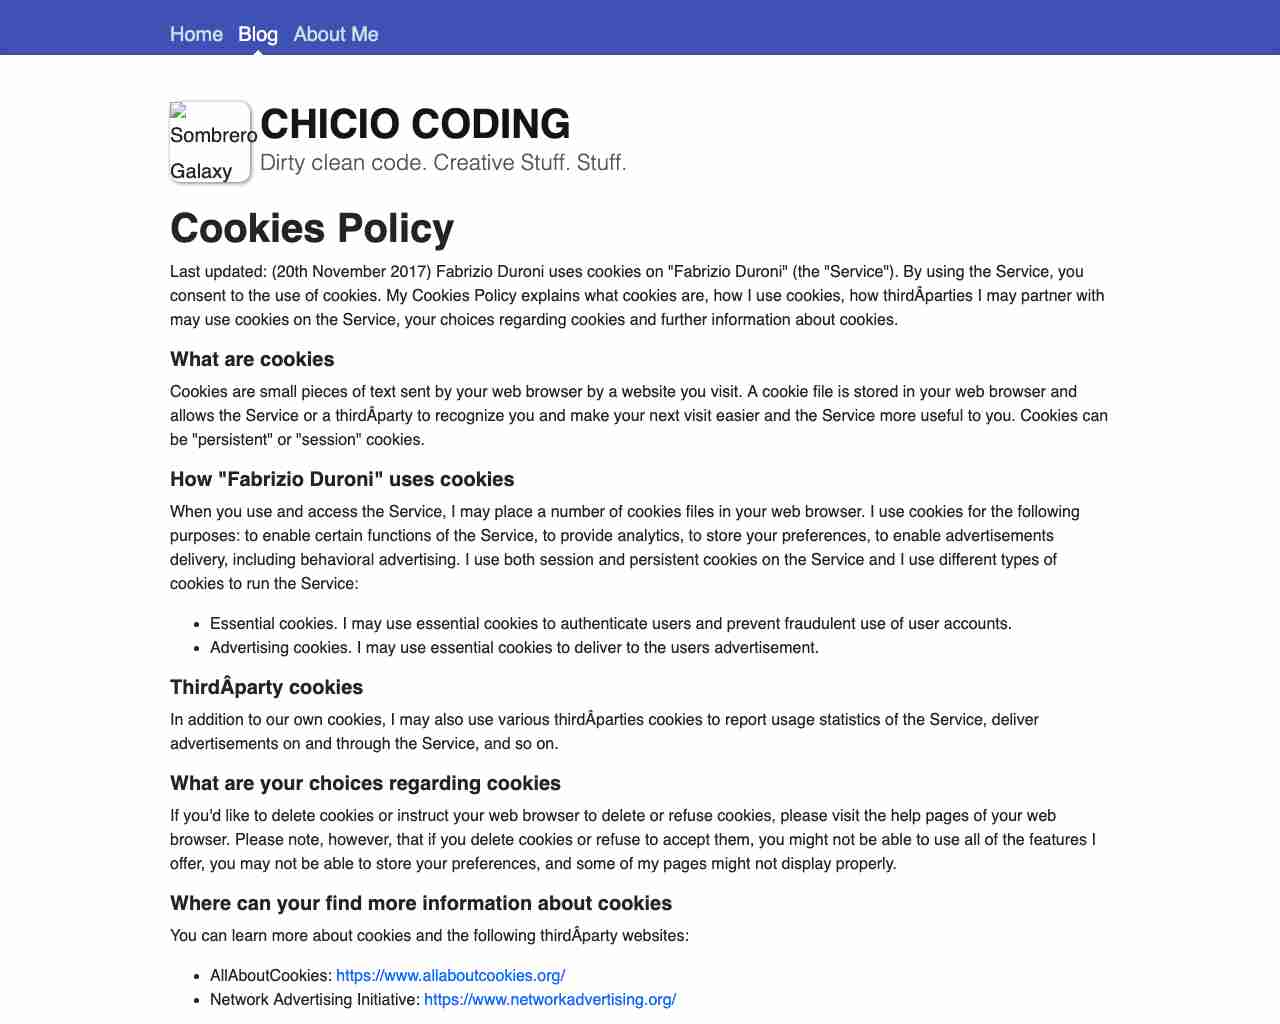 Home Blog About Me
Sombrero
Galaxy
CHICIO CODING
Dirty clean code. Creative Stuff. Stuff.
Cookies Policy
Last updated: (20th November 2017) Fabrizio Duroni uses cookies on "Fabrizio Duroni" (the "Service"). By using the Service, you
consent to the use of cookies. My Cookies Policy explains what cookies are, how I use cookies, how thirdÂparties I may partner with
may use cookies on the Service, your choices regarding cookies and further information about cookies.
What are cookies
Cookies are small pieces of text sent by your web browser by a website you visit. A cookie file is stored in your web browser and
allows the Service or a thirdÂparty to recognize you and make your next visit easier and the Service more useful to you. Cookies can
be "persistent" or "session" cookies.
How "Fabrizio Duroni" uses cookies
When you use and access the Service, I may place a number of cookies files in your web browser. I use cookies for the following
purposes: to enable certain functions of the Service, to provide analytics, to store your preferences, to enable advertisements
delivery, including behavioral advertising. I use both session and persistent cookies on the Service and I use different types of
cookies to run the Service:
• Essential cookies. I may use essential cookies to authenticate users and prevent fraudulent use of user accounts.
• Advertising cookies. I may use essential cookies to deliver to the users advertisement.
ThirdÂparty cookies
In addition to our own cookies, I may also use various thirdÂparties cookies to report usage statistics of the Service, deliver
advertisements on and through the Service, and so on.
What are your choices regarding cookies
If you'd like to delete cookies or instruct your web browser to delete or refuse cookies, please visit the help pages of your web
browser. Please note, however, that if you delete cookies or refuse to accept them, you might not be able to use all of the features I
offer, you may not be able to store your preferences, and some of my pages might not display properly.
Where can your find more information about cookies
You can learn more about cookies and the following thirdÂparty websites:
• AllAboutCookies: https://www.allaboutcookies.org/
• Network Advertising Initiative: https://www.networkadvertising.org/